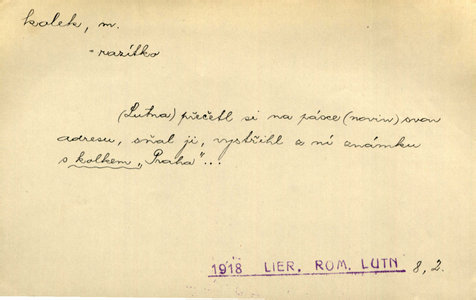 kolek, m.
- razítko
(Lutna) přečetl si na pásce (novin) svou
adresu, sňal ji, vystřihl z ní známku
s kolkem „Praha"...
1918 LIER, ROM. LUTN 8, 2.